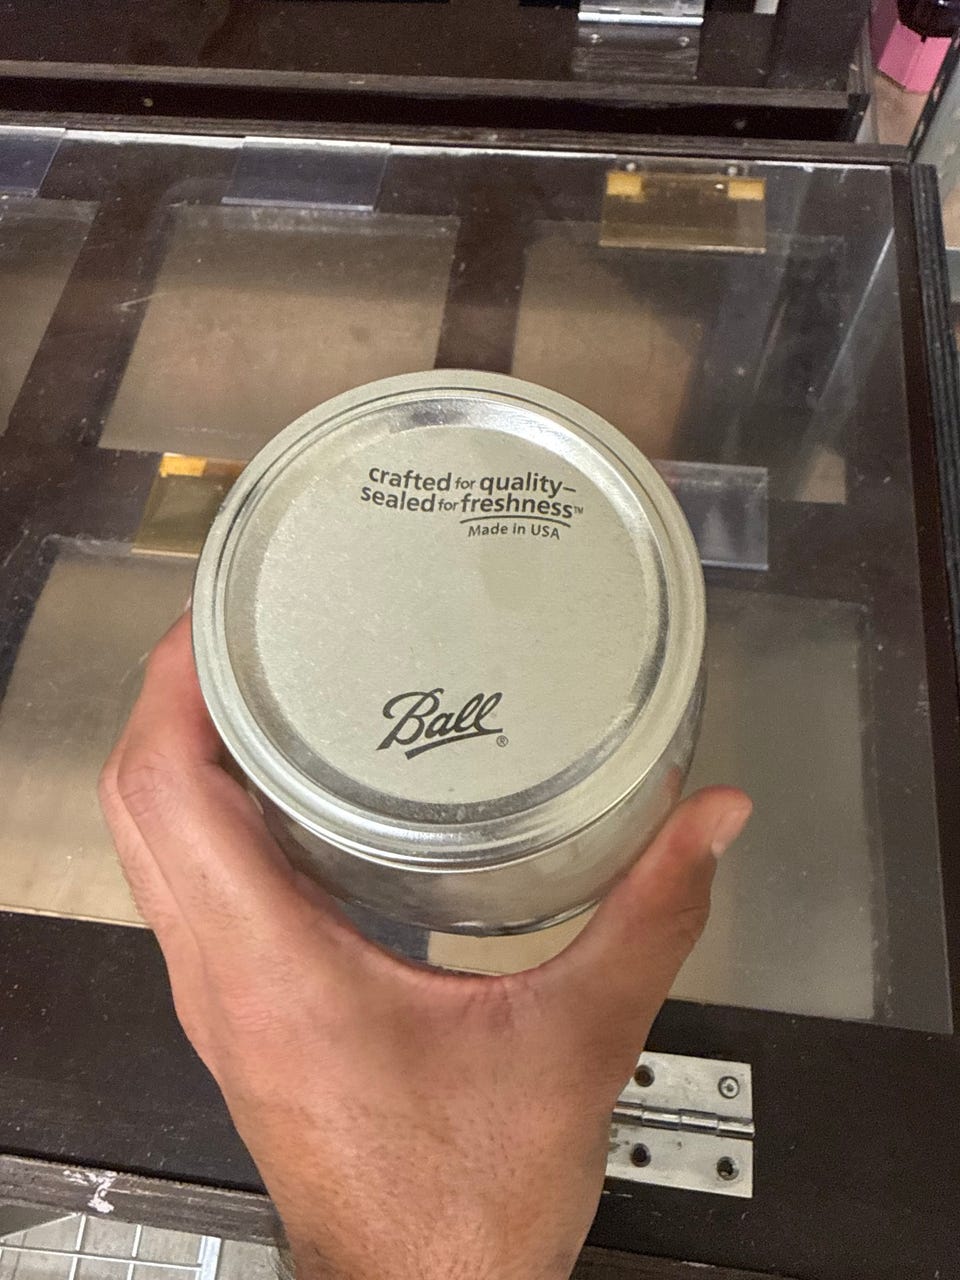 crafted for quality–
sealed for freshness™
Made in USA
Ball®